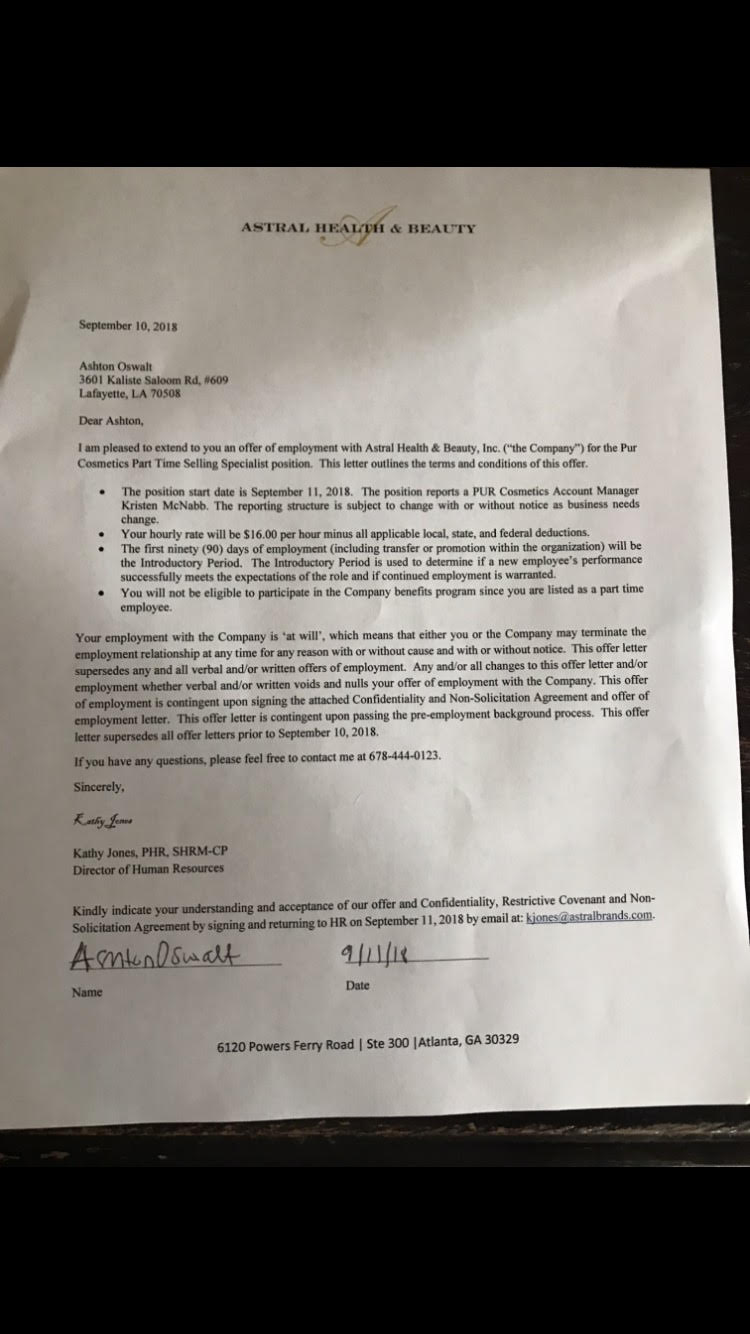 ASTRAL HEALTH & BEAUTY
September 10, 2018
Ashton Oswalt
3601 Kaliste Saloom Rd, #609
Lafayette, LA 70508
Dear Ashton,
I am pleased to extend to you an offer of employment with Astral Health & Beauty, Inc. ("the Company") for the Pur
Cosmetics Part Time Selling Specialist position. This letter outlines the terms and conditions of this offer.
• The position start date is September 11, 2018. The position reports a PUR Cosmetics Account Manager
Kristen McNabb. The reporting structure is subject to change with or without notice as business needs
change.
• Your hourly rate will be $16.00 per hour minus all applicable local, state, and federal deductions.
• The first ninety (90) days of employment (including transfer or promotion within the organization) will be
the Introductory Period. The Introductory Period is used to determine if a new employee's performance
successfully meets the expectations of the role and if continued employment is warranted.
• You will not be eligible to participate in the Company benefits program since you are listed as a part time
employee.
Your employment with the Company is 'at will', which means that either you or the Company may terminate the
employment relationship at any time for any reason with or without cause and with or without notice. This offer letter
supersedes any and all verbal and/or written offers of employment. Any and/or all changes to this offer letter and/or
employment whether verbal and/or written voids and nulls your offer of employment with the Company. This offer
of employment is contingent upon signing the attached Confidentiality and Non-Solicitation Agreement and offer of
employment letter. This offer letter is contingent upon passing the pre-employment background process. This offer
letter supersedes all offer letters prior to September 10, 2018.
If you have any questions, please feel free to contact me at 678-444-0123.
Sincerely,
Kathy Jones
Kathy Jones, PHR, SHRM-CP
Director of Human Resources
Kindly indicate your understanding and acceptance of our offer and Confidentiality, Restrictive Covenant and Non-
Solicitation Agreement by signing and returning to HR on September 11, 2018 by email at: kjones@astralbrands.com.
Ashton Oswalt 9/11/18
Name Date
6120 Powers Ferry Road | Ste 300 |Atlanta, GA 30329